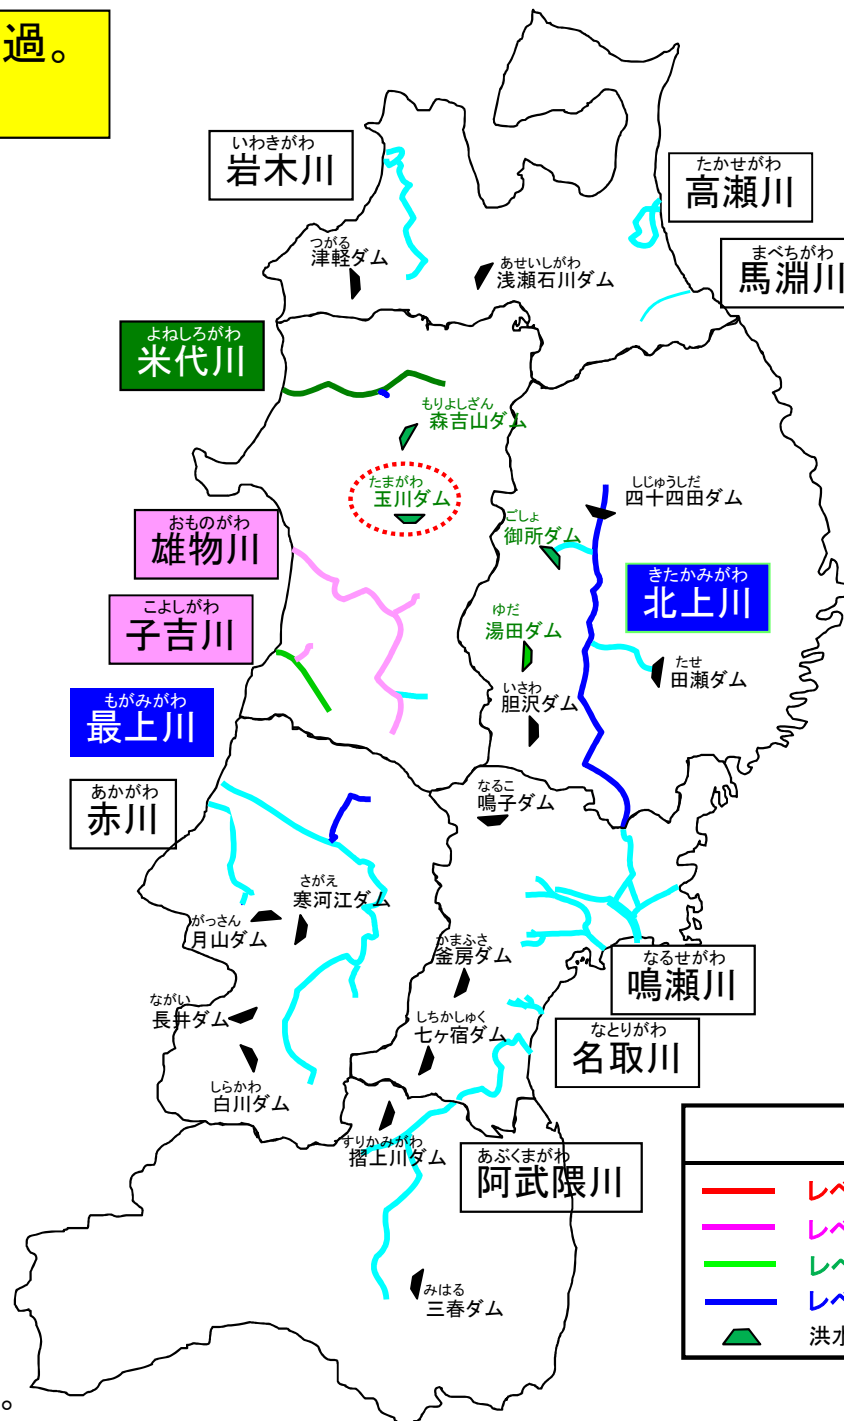 過。
いわきがわ
岩木川
たかせがわ
高瀬川
つがる
津軽ダム
あせいしがわ
浅瀬石川ダム
まべちがわ
馬淵川
よねしろがわ
米代川
もりよしざん
森吉山ダム
たまがわ
玉川ダム
しじゅうしだ
四十四田ダム
おものがわ
雄物川
ごしょ
御所ダム
きたかみがわ
北上川
こよしがわ
子吉川
ゆだ
湯田ダム
たせ
田瀬ダム
いさわ
胆沢ダム
もがみがわ
最上川
あかがわ
赤川
なるこ
鳴子ダム
さがえ
寒河江ダム
がっさん
月山ダム
かまふさ
釜房ダム
なるせがわ
鳴瀬川
ながい
長井ダム
しちかしゅく
七ヶ宿ダム
なとりがわ
名取川
しらかわ
白川ダム
すりかみがわ
摺上川ダム
あぶくまがわ
阿武隈川
レベ
レベ
レベ
レベ
洪水
みはる
三春ダム
。